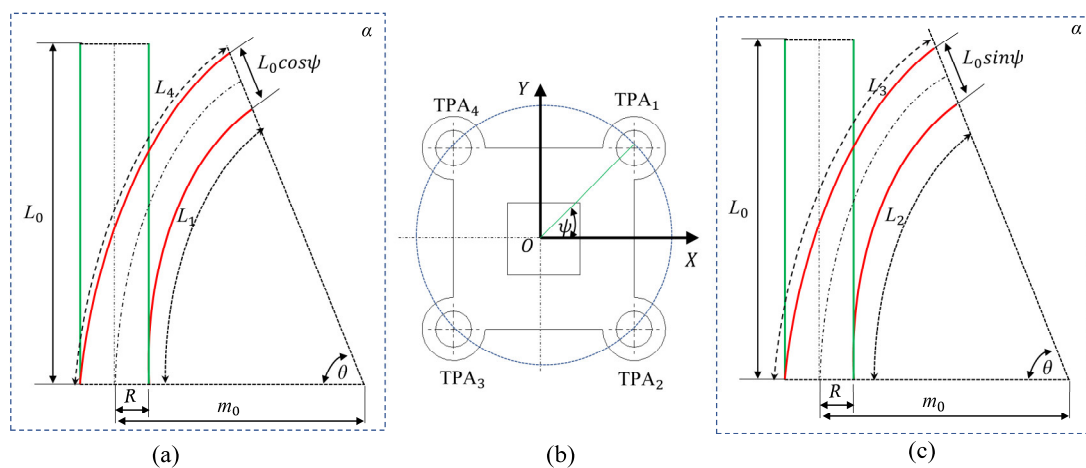 α
L₀cosψ
L₄
L₀
L₁
θ
R
m₀
(a)
Y
TPA₄
TPA₁
ψ
O
X
TPA₃
TPA₂
(b)
α
L₀sinψ
L₃
L₀
L₂
θ
R
m₀
(c)